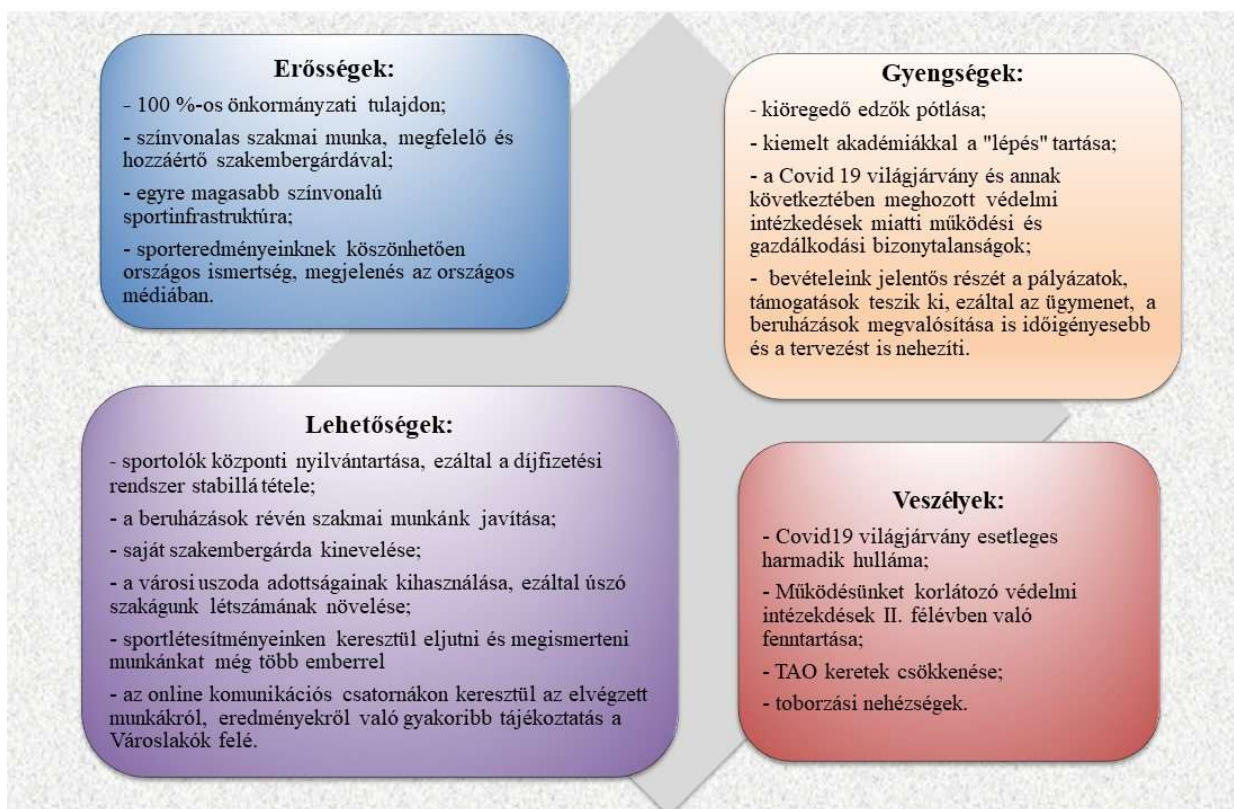 Erősségek:
- 100 %-os önkormányzati tulajdon;
- színvonalas szakmai munka, megfelelő és
hozzáértő szakembergárdával;
- egyre magasabb színvonalú
sportinfrastruktúra;
- sporteredményeinknek köszönhetően
országos ismertség, megjelenés az országos
médiában.
Gyengségek:
- kiöregedő edzők pótlása;
- kiemelt akadémiákkal a "lépés" tartása;
- a Covid 19 világjárvány és annak
következtében meghozott védelmi
intézkedések miatti működési és
gazdálkodási bizonytalanságok;
- bevételeink jelentős részét a pályázatok,
támogatások teszik ki, ezáltal az ügymenet, a
beruházások megvalósítása is időigényesebb
és a tervezést is nehezíti.
Lehetőségek:
- sportolók központi nyilvántartása, ezáltal a díjfizetési
rendszer stabillá tétele;
- a beruházások révén szakmai munkánk javítása;
- saját szakembergárda kinevelése;
- a városi uszoda adottságainak kihasználása, ezáltal úszó
szakágunk létszámának növelése;
- sportlétesítményeinken keresztül eljutni és megismerteni
munkánkat még több emberrel
- az online komunikációs csatornákon keresztül az elvégzett
munkákról, eredményekről való gyakoribb tájékoztatás a
Városlakók felé.
Veszélyek:
- Covid19 világjárvány esetleges
harmadik hulláma;
- Működésünket korlátozó védelmi
intézekdések II. félévben való
fenntartása;
- TAO keretek csökkenése;
- toborzási nehézségek.